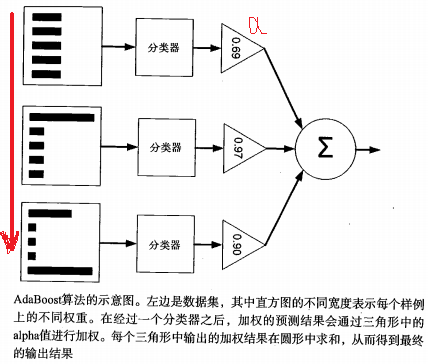 α
分类器
0.69
分类器
0.97
Σ
分类器
0.90
AdaBoost算法的示意图。左边是数据集，其中直方图的不同宽度表示每个样例
上的不同权重。在经过一个分类器之后，加权的预测结果会通过三角形中的
alpha值进行加权。每个三角形中输出的加权结果在圆形中求和，从而得到最
终的输出结果